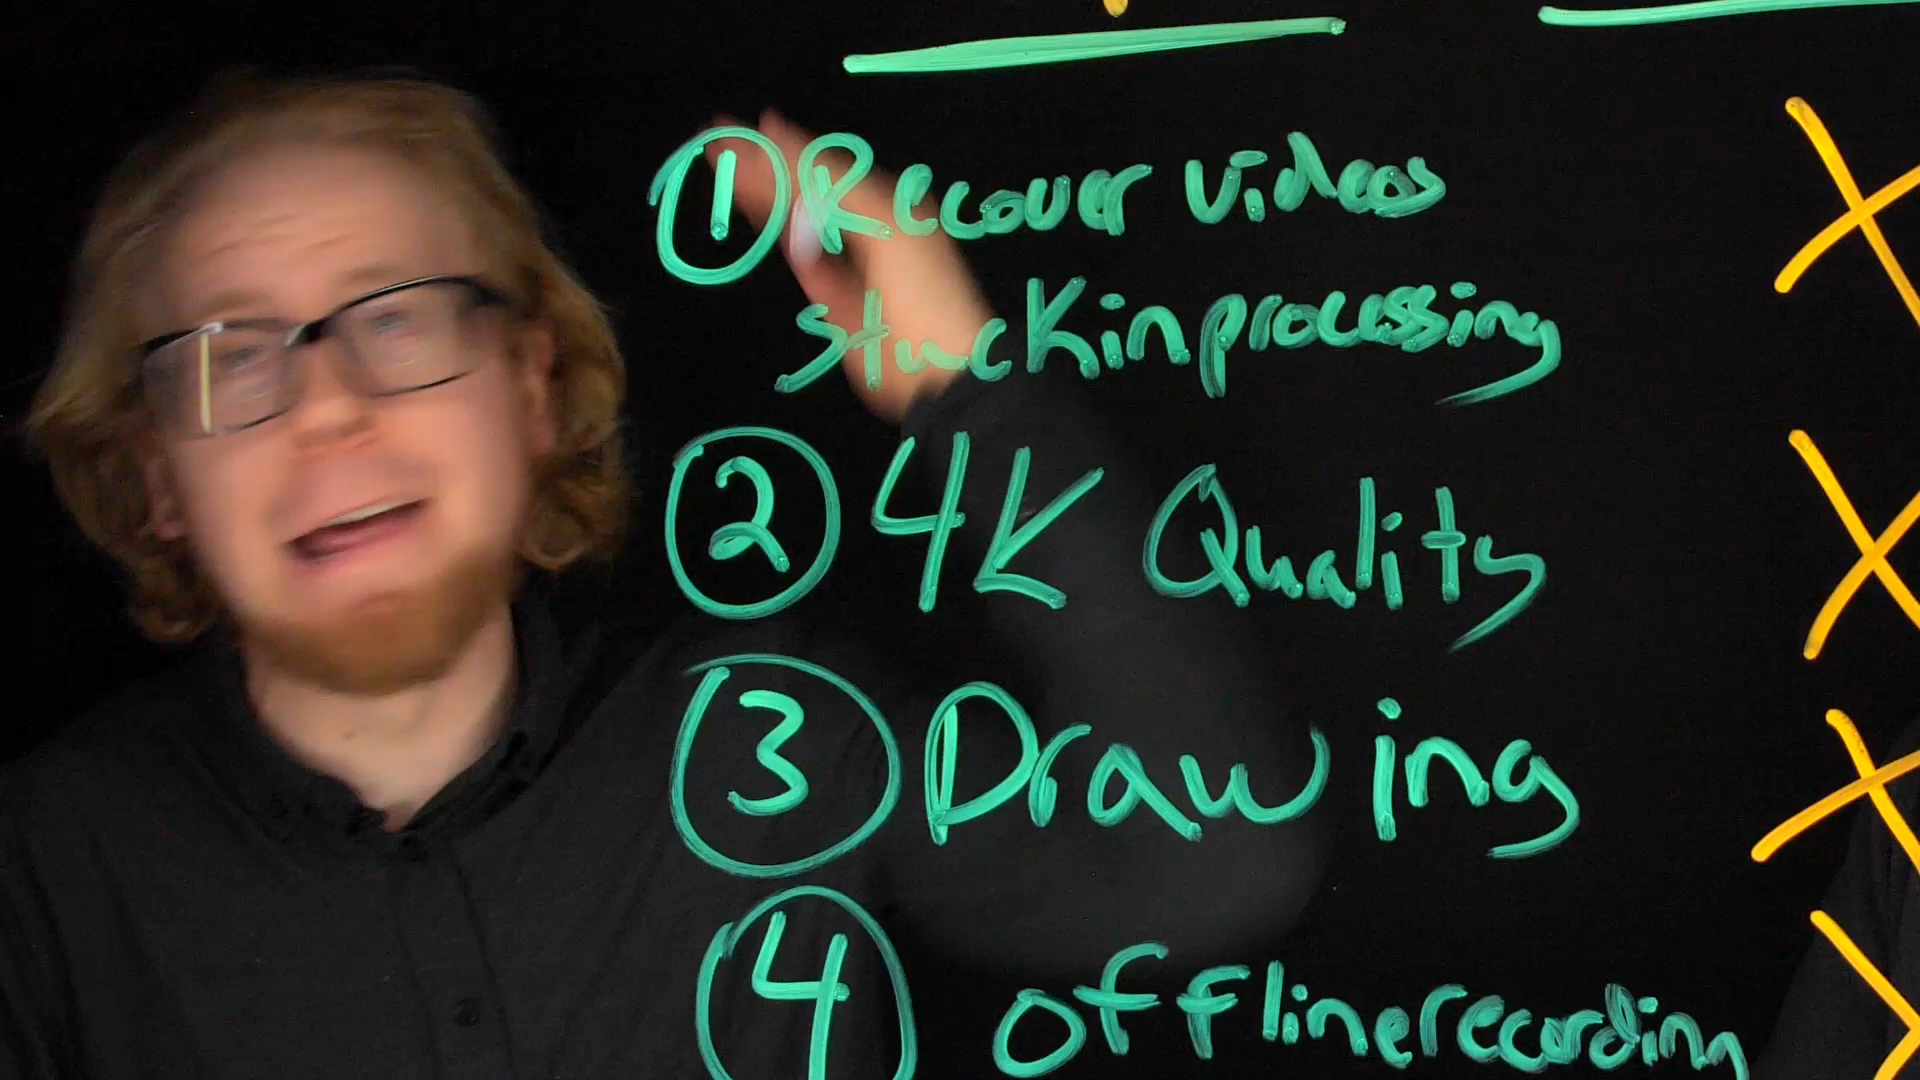 ① Recover videos
stuck in processing
② 4K Quality
③ Drawing
④ offline recording